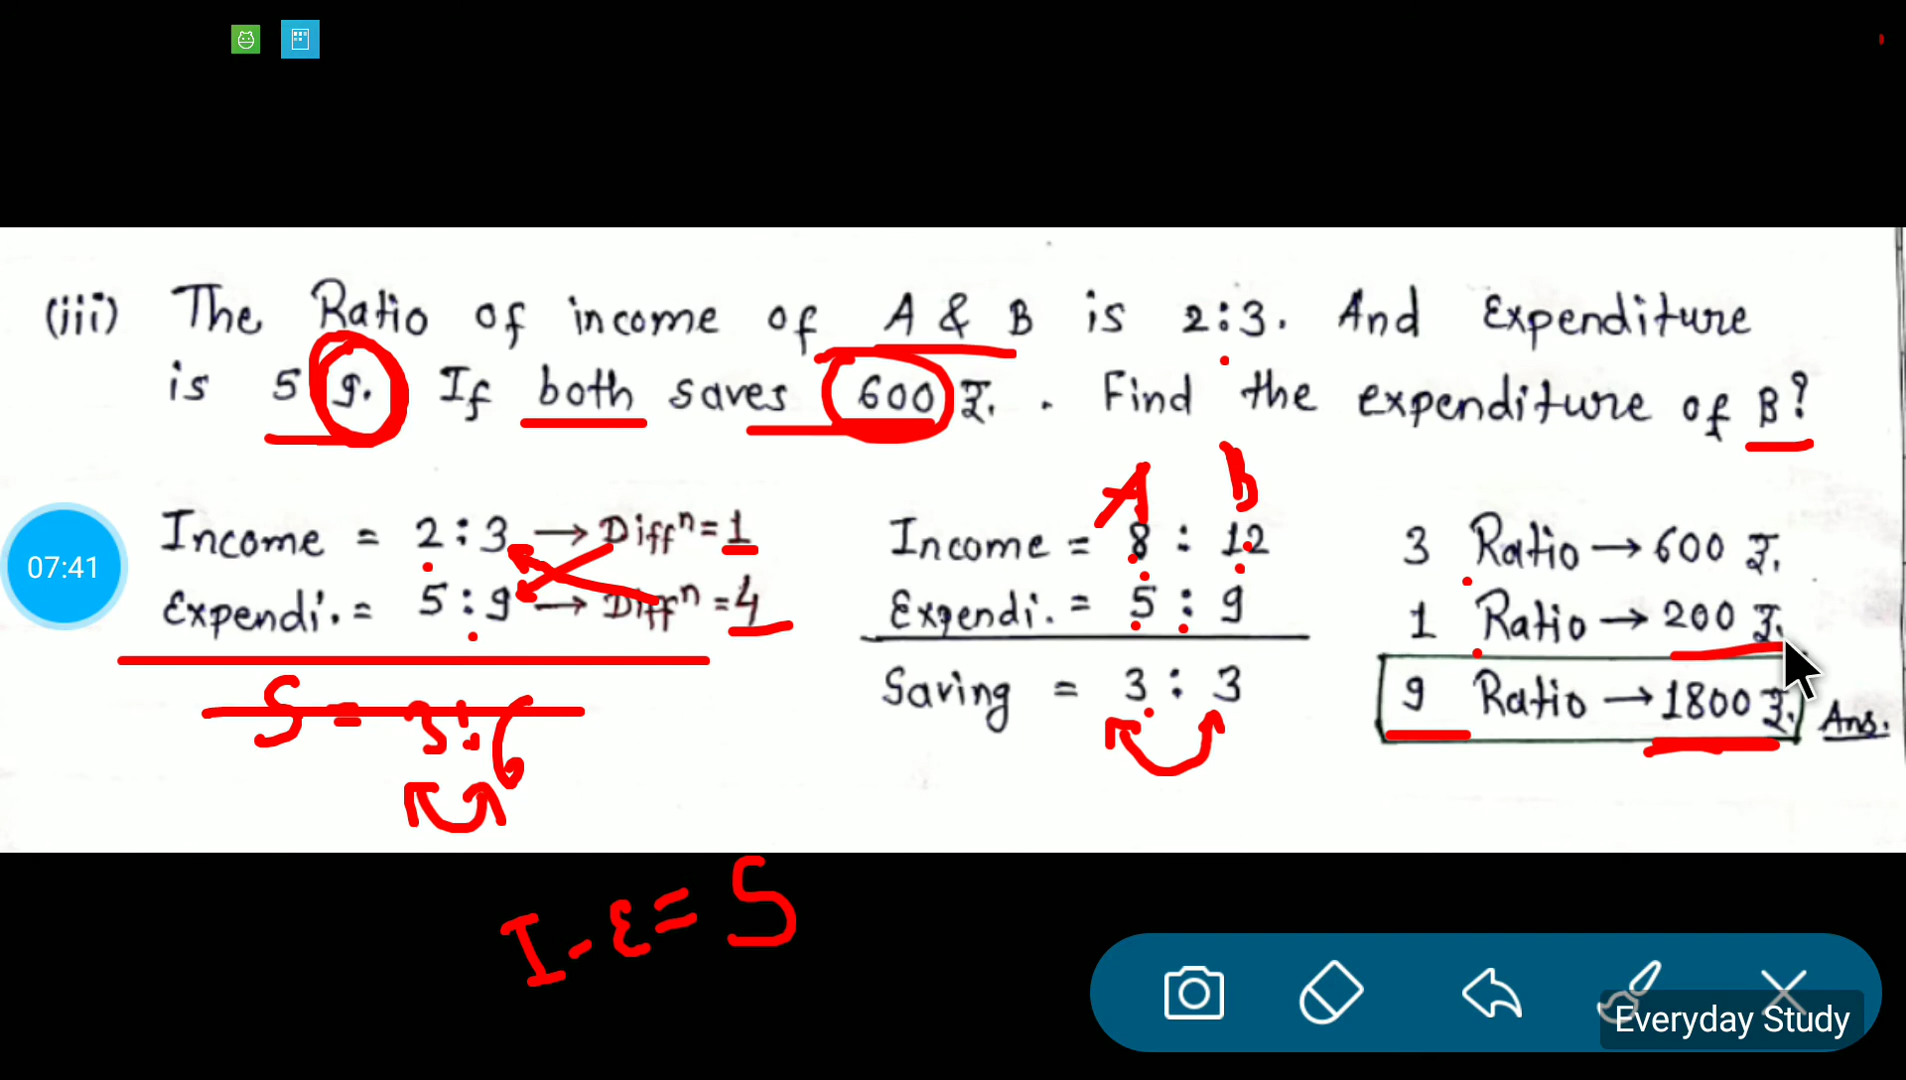 (iii) The Ratio of income of A & B is 2:3. And Expenditure
is 5 9. If both saves 600 रु. . Find the expenditure of B?
A B
Income = 2:3 → Diffⁿ = 1
Expendi. = 5:9 → Diffⁿ = 4
S = 5:6
Income = 8 : 12
Expendi. = 5 : 9
Saving = 3 : 3
3 Ratio → 600 रु.
1 Ratio → 200 रु.
9 Ratio → 1800 रु. Ans.
07:41
I - E = S
Everyday Study